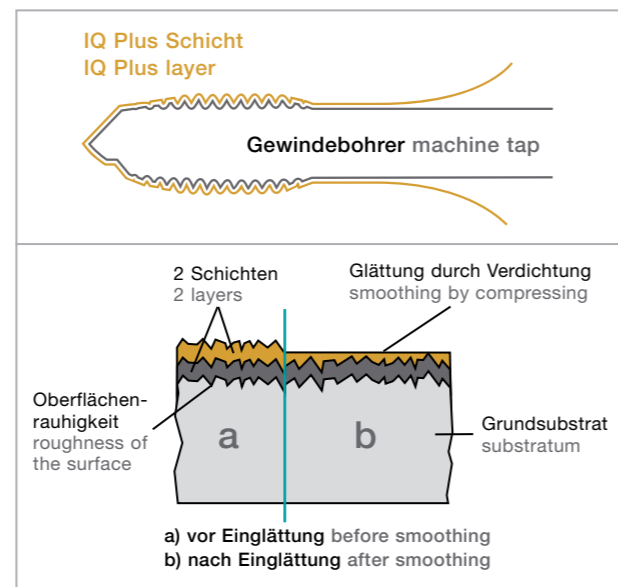 IQ Plus Schicht
IQ Plus layer
Gewindebohrer machine tap
2 Schichten
2 layers
Glättung durch Verdichtung
smoothing by compressing
Oberflächen-
rauhigkeit
roughness of
the surface
a
b
Grundsubstrat
substratum
a) vor Einglättung before smoothing
b) nach Einglättung after smoothing